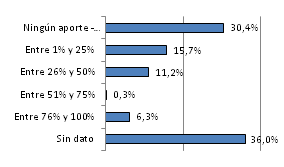 Ningún aporte -... 30,4%
Entre 1% y 25% 15,7%
Entre 26% y 50% 11,2%
Entre 51% y 75% 0,3%
Entre 76% y 100% 6,3%
Sin dato 36,0%